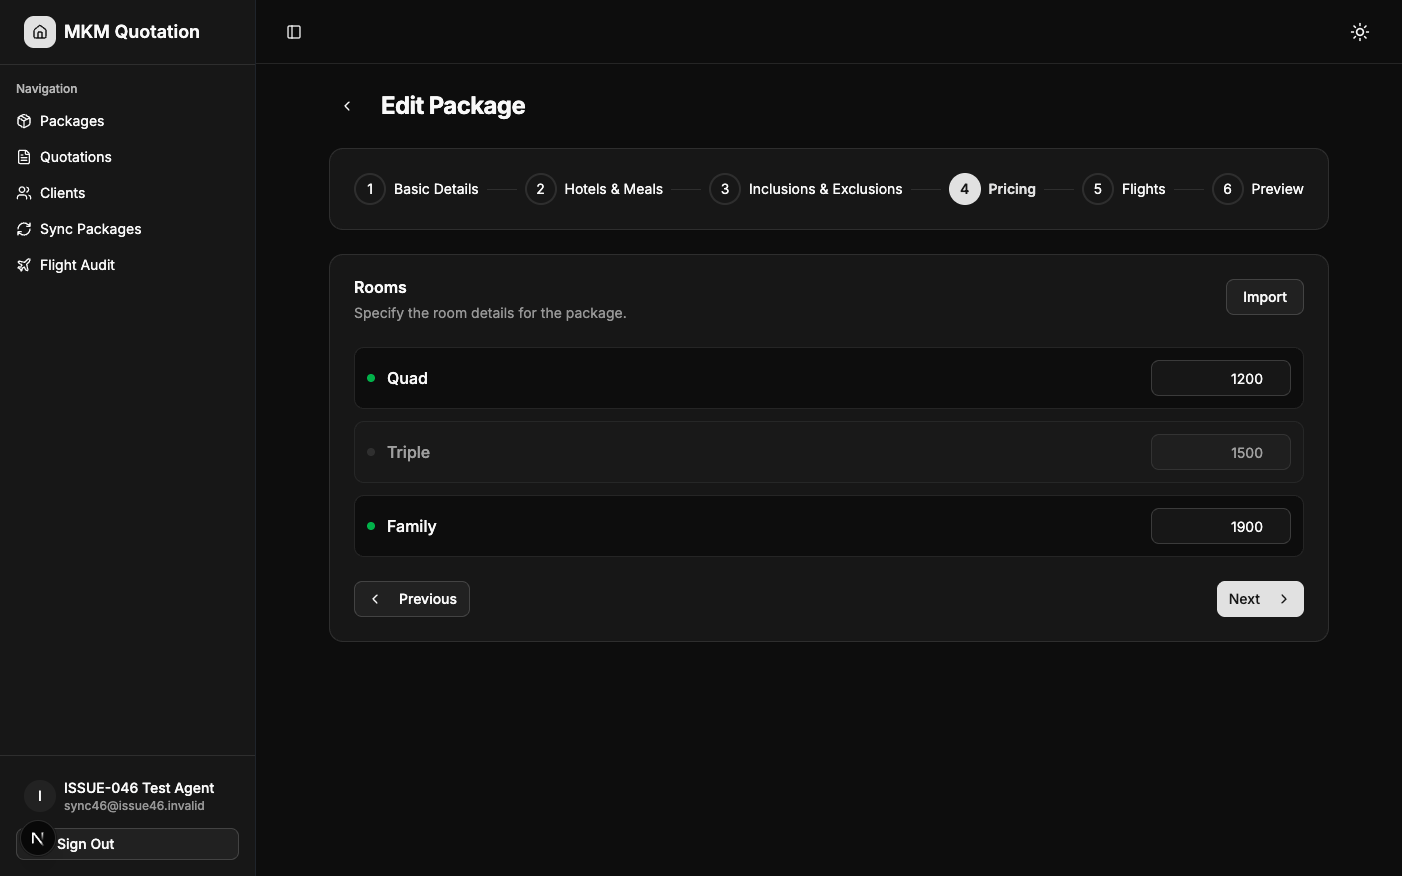 MKM Quotation
Navigation
Packages
Quotations
Clients
Sync Packages
Flight Audit
ISSUE-046 Test Agent
I
sync46@issue46.invalid
N
Sign Out
Edit Package
1 Basic Details
2 Hotels & Meals
3 Inclusions & Exclusions
4 Pricing
5 Flights
6 Preview
Rooms
Import
Specify the room details for the package.
Quad 1200
Triple 1500
Family 1900
Previous
Next